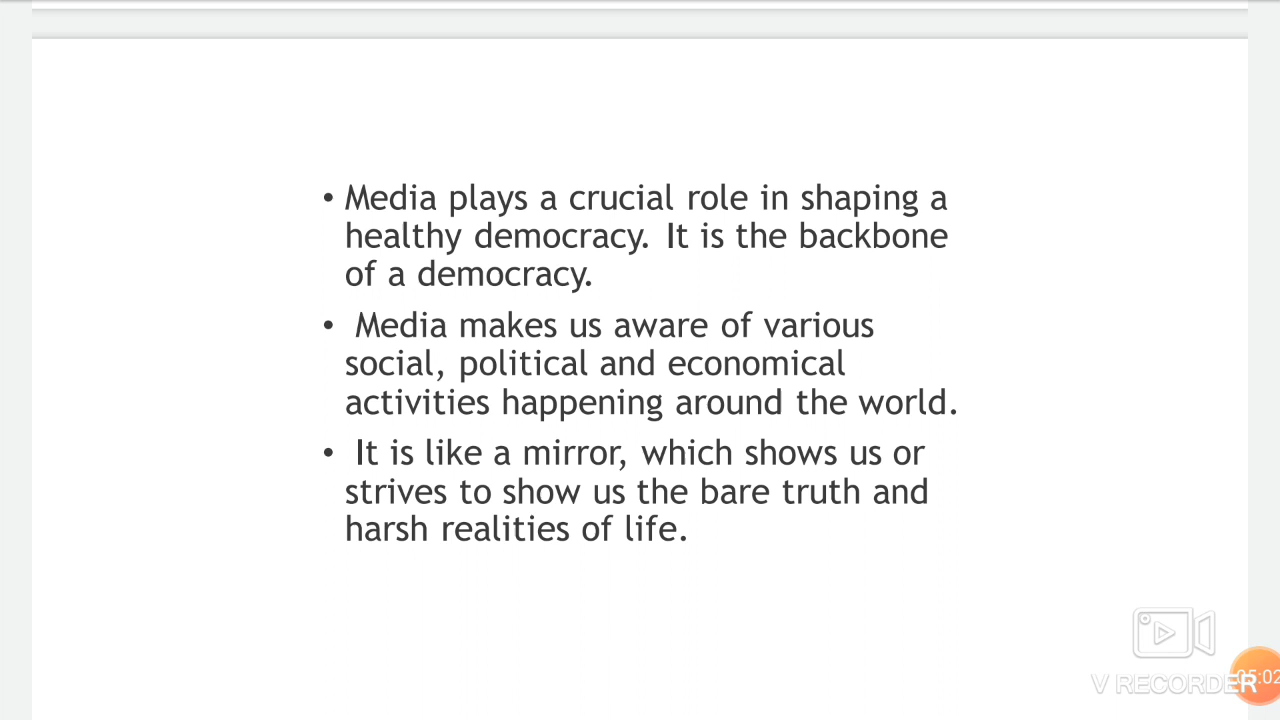 • Media plays a crucial role in shaping a
healthy democracy. It is the backbone
of a democracy.
• Media makes us aware of various
social, political and economical
activities happening around the world.
• It is like a mirror, which shows us or
strives to show us the bare truth and
harsh realities of life.
V RECORDER
05:02